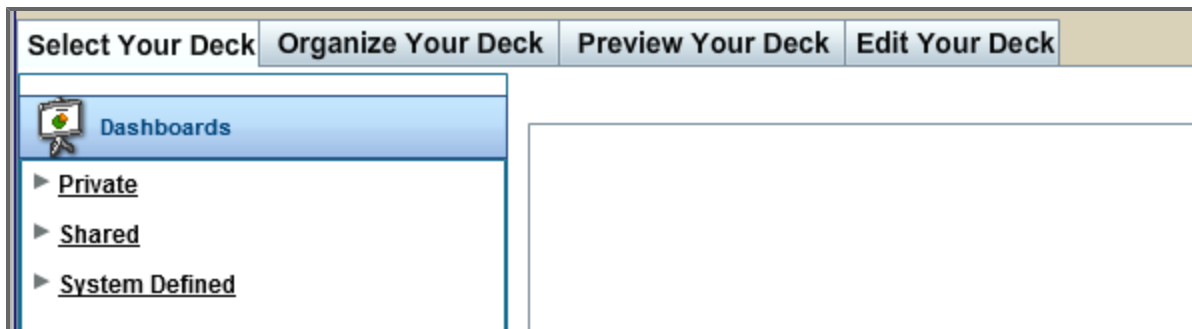 Select Your Deck Organize Your Deck Preview Your Deck Edit Your Deck
Dashboards
Private
Shared
System Defined